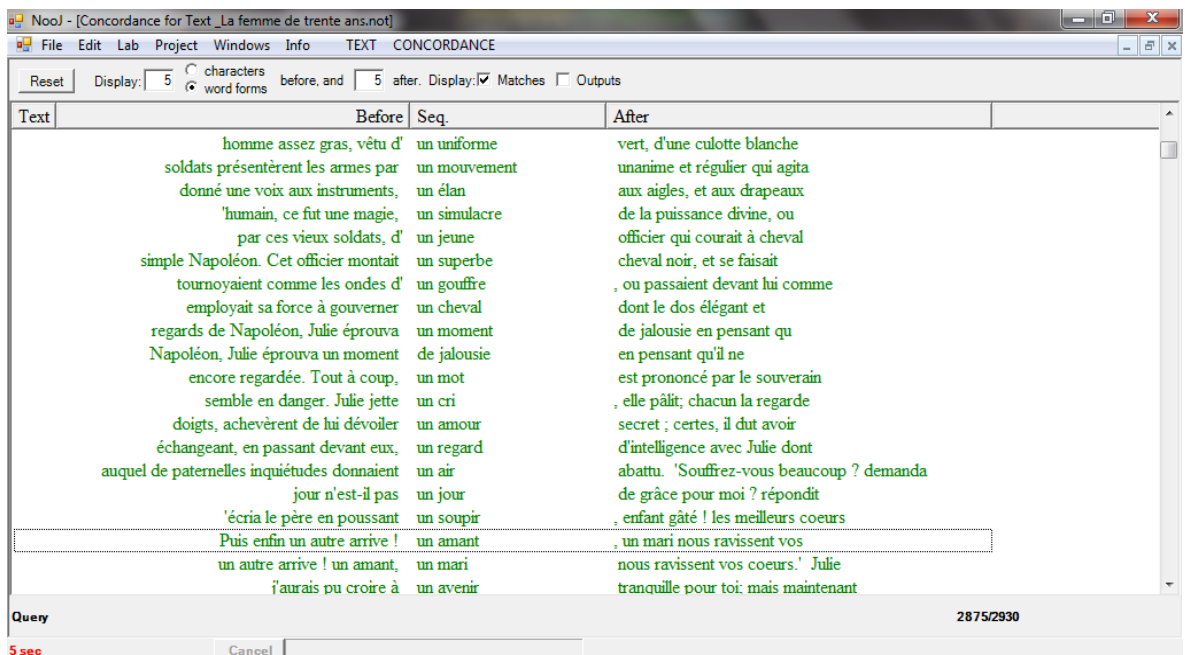 NooJ - [Concordance for Text _La femme de trente ans.not]
File Edit Lab Project Windows Info TEXT CONCORDANCE
Reset Display: 5 characters word forms before, and 5 after. Display: Matches Outputs
Text Before Seq. After
homme assez gras, vêtu d' un uniforme vert, d'une culotte blanche
soldats présentèrent les armes par un mouvement unanime et régulier qui agita
donné une voix aux instruments, un élan aux aigles, et aux drapeaux
'humain, ce fut une magie, un simulacre de la puissance divine, ou
par ces vieux soldats, d' un jeune officier qui courait à cheval
simple Napoléon. Cet officier montait un superbe cheval noir, et se faisait
tournoyaient comme les ondes d' un gouffre , ou passaient devant lui comme
employait sa force à gouverner un cheval dont le dos élégant et
regards de Napoléon, Julie éprouva un moment de jalousie en pensant qu
Napoléon, Julie éprouva un moment de jalousie en pensant qu'il ne
encore regardée. Tout à coup, un mot est prononcé par le souverain
semble en danger. Julie jette un cri , elle pâlit; chacun la regarde
doigts, achevèrent de lui dévoiler un amour secret ; certes, il dut avoir
échangeant, en passant devant eux, un regard d'intelligence avec Julie dont
auquel de paternelles inquiétudes donnaient un air abattu. 'Souffrez-vous beaucoup ? demanda
jour n'est-il pas un jour de grâce pour moi ? répondit
'écria le père en poussant un soupir , enfant gâté ! les meilleurs coeurs
Puis enfin un autre arrive ! un amant , un mari nous ravissent vos
un autre arrive ! un amant, un mari nous ravissent vos coeurs.' Julie
j'aurais pu croire à un avenir tranquille pour toi; mais maintenant
Query 2875/2930
5 sec Cancel